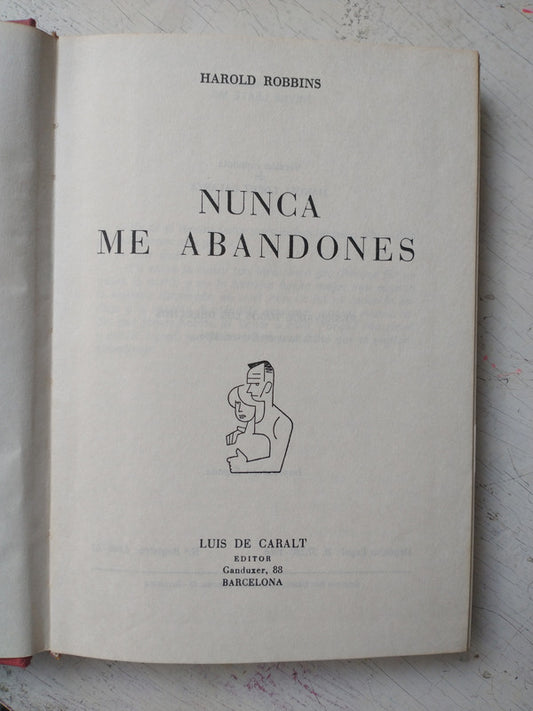 HAROLD ROBBINS
NUNCA
ME ABANDONES
LUIS DE CARALT
EDITOR
Ganduxer, 88
BARCELONA